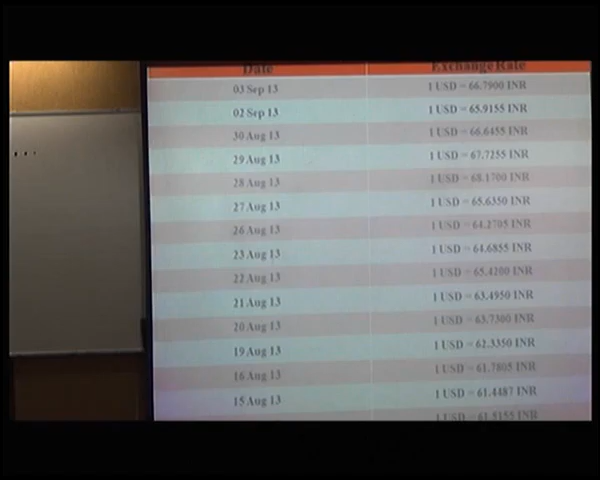 Date Exchange Rate
03 Sep 13 1 USD = 66.7900 INR
02 Sep 13 1 USD = 65.9155 INR
30 Aug 13 1 USD = 66.6455 INR
29 Aug 13 1 USD = 67.7255 INR
28 Aug 13 1 USD = 68.1700 INR
27 Aug 13 1 USD = 65.6350 INR
26 Aug 13 1 USD = 64.2705 INR
23 Aug 13 1 USD = 64.6855 INR
22 Aug 13 1 USD = 65.4200 INR
21 Aug 13 1 USD = 63.4950 INR
20 Aug 13 1 USD = 63.7300 INR
19 Aug 13 1 USD = 62.3350 INR
16 Aug 13 1 USD = 61.7805 INR
15 Aug 13 1 USD = 61.4487 INR
1 USD = 61.5155 INR